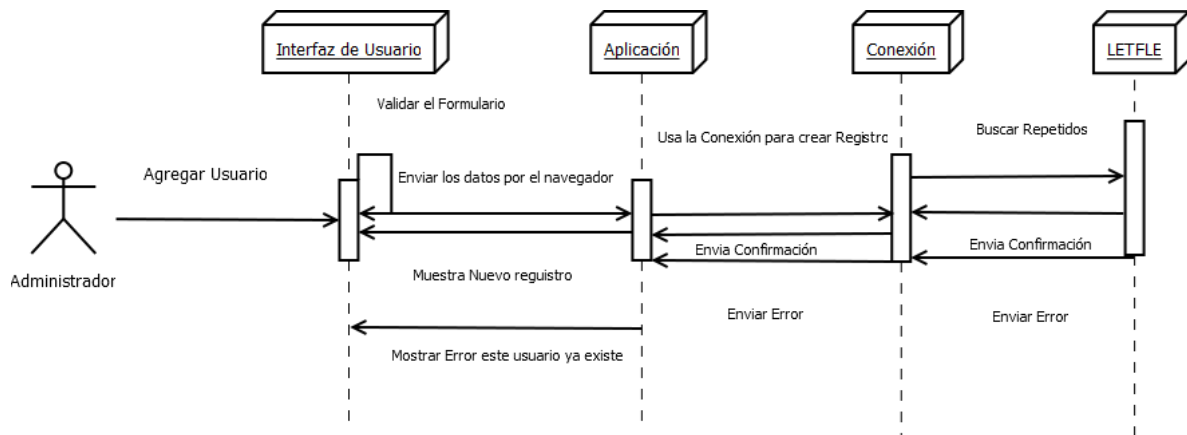 Interfaz de Usuario
Aplicación
Conexión
LETFLE
Validar el Formulario
Usa la Conexión para crear Registro
Buscar Repetidos
Agregar Usuario
Enviar los datos por el navegador
Envia Confirmación
Envia Confirmación
Administrador
Muestra Nuevo reguistro
Enviar Error
Enviar Error
Mostrar Error este usuario ya existe